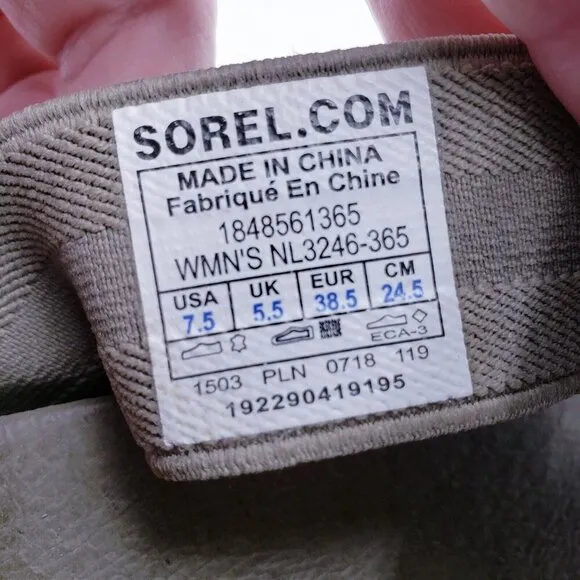 SOREL.COM
MADE IN CHINA
Fabriqué En Chine
1848561365
WMN'S NL3246-365
USA UK EUR CM
7.5 5.5 38.5 24.5
ECA-3
1503 PLN 0718 119
192290419195